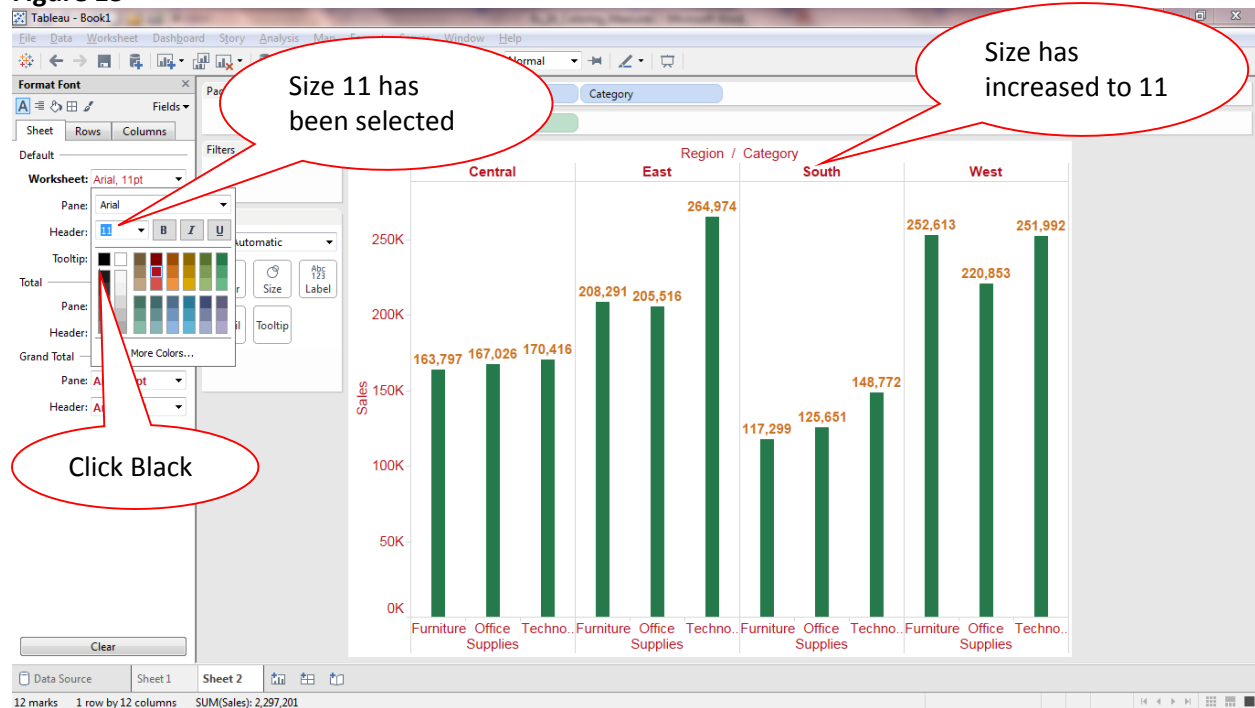 Tableau - Book1
File Data Worksheet Dashboard Story Analysis Map Window Help
Normal
Size 11 has
been selected
Size has
increased to 11
Format Font
Fields
Sheet Rows Columns
Default
Worksheet: Arial, 11pt
Pane: Arial
Header: 11 B I U
Tooltip:
Total
Pane:
Header:
More Colors...
Grand Total
Pane:
Header:
Click Black
Clear
Category
Filters
Automatic
Size
Abc
123
Label
Tooltip
Region / Category
Central East South West
Sales
250K
200K
150K
100K
50K
0K
163,797 167,026 170,416
208,291 205,516 264,974
117,299 125,651 148,772
252,613 220,853 251,992
Furniture Office Techno.. Furniture Office Techno.. Furniture Office Techno.. Furniture Office Techno..
Supplies Supplies Supplies Supplies
Data Source Sheet 1 Sheet 2
12 marks 1 row by 12 columns SUM(Sales): 2,297,201